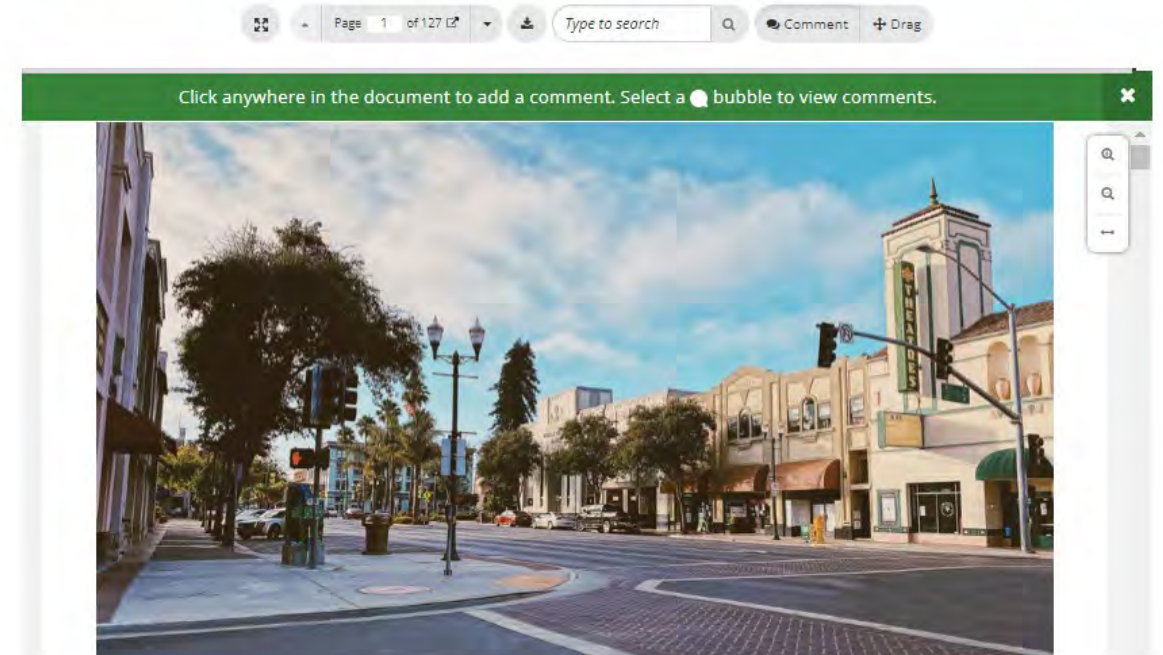 Page 1 of 127 Type to search Comment Drag
Click anywhere in the document to add a comment. Select a bubble to view comments.
THEATRES